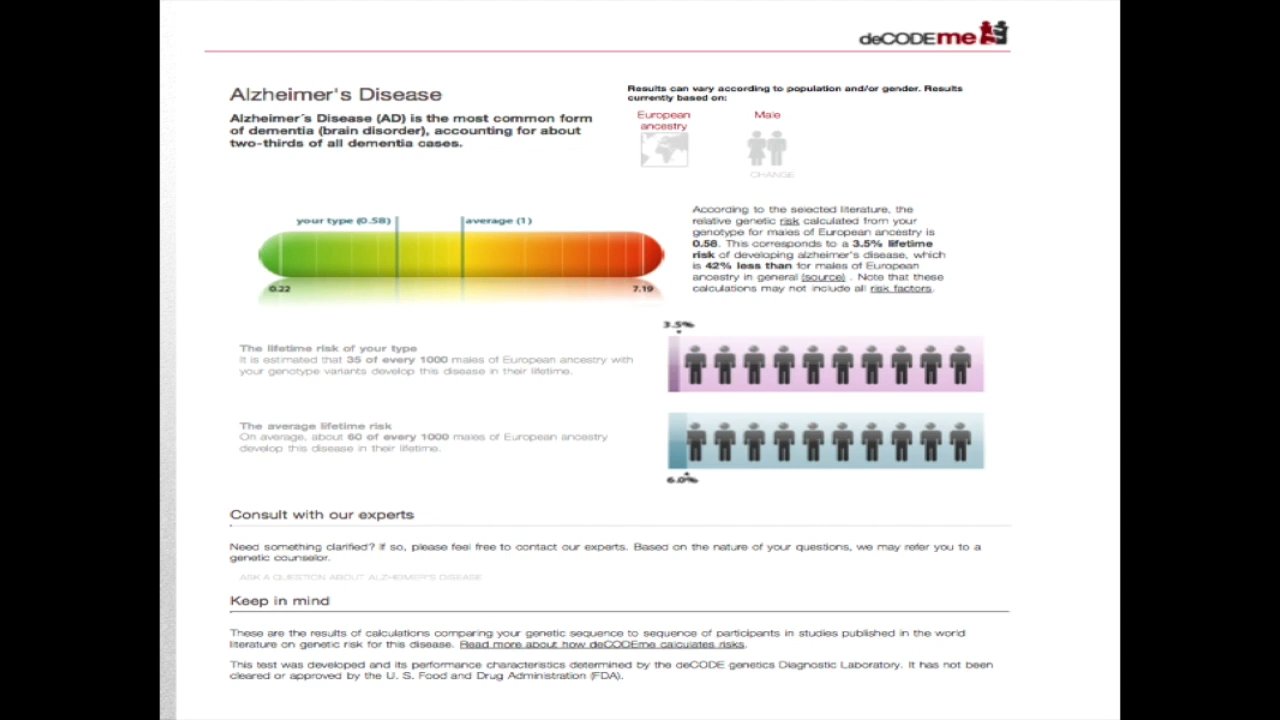 deCODEme
Alzheimer's Disease
Alzheimer´s Disease (AD) is the most common form
of dementia (brain disorder), accounting for about
two-thirds of all dementia cases.
Results can vary according to population and/or gender. Results
currently based on:
European
ancestry
Male
CHANGE
your type (0.58)
average (1)
0.22
7.19
According to the selected literature, the
relative genetic risk calculated from your
genotype for males of European ancestry is
0.58. This corresponds to a 3.5% lifetime
risk of developing alzheimer's disease, which
is 42% less than for males of European
ancestry in general (source) . Note that these
calculations may not include all risk factors.
The lifetime risk of your type
It is estimated that 35 of every 1000 males of European ancestry with
your genotype variants develop this disease in their lifetime.
3.5%
The average lifetime risk
On average, about 60 of every 1000 males of European ancestry
develop this disease in their lifetime.
6.0%
Consult with our experts
Need something clarified? If so, please feel free to contact our experts. Based on the nature of your questions, we may refer you to a
genetic counselor.
ASK A QUESTION ABOUT ALZHEIMER'S DISEASE
Keep in mind
These are the results of calculations comparing your genetic sequence to sequence of participants in studies published in the world
literature on genetic risk for this disease. Read more about how deCODEme calculates risks.
This test was developed and its performance characteristics determined by the deCODE genetics Diagnostic Laboratory. It has not been
cleared or approved by the U. S. Food and Drug Administration (FDA).